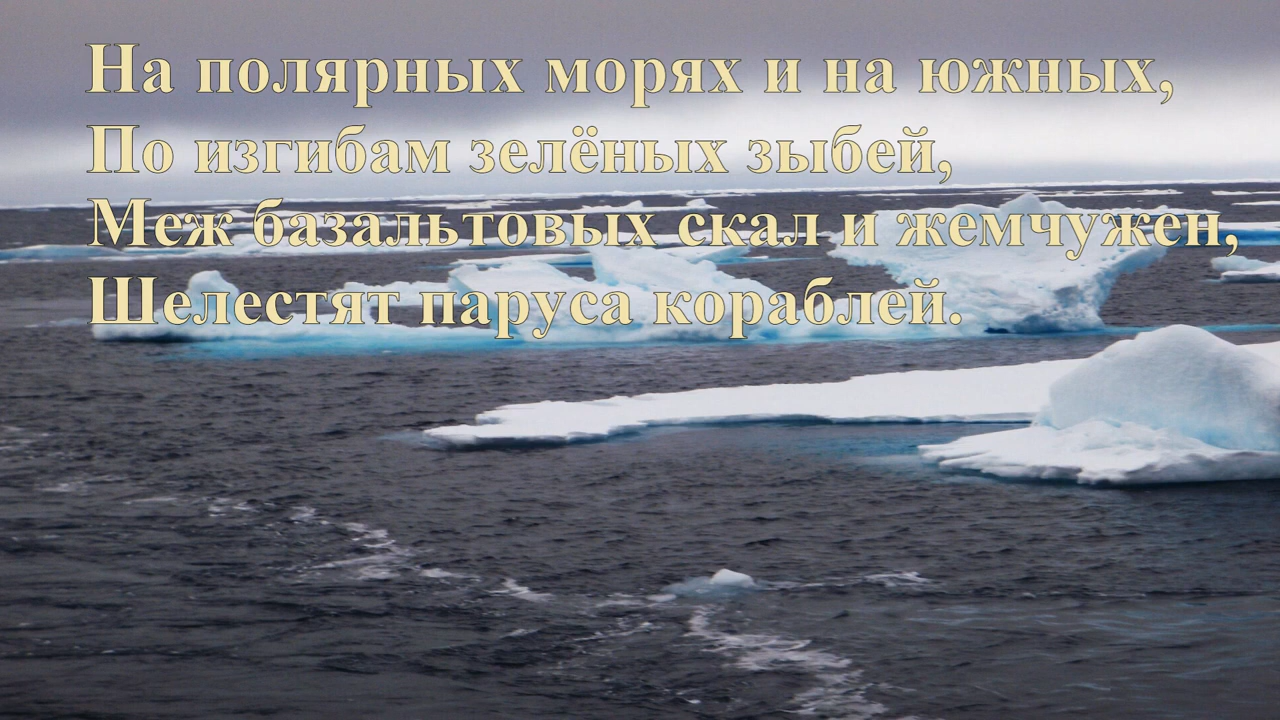 На полярных морях и на южных,
По изгибам зелёных зыбей,
Меж базальтовых скал и жемчужен,
Шелестят паруса кораблей.